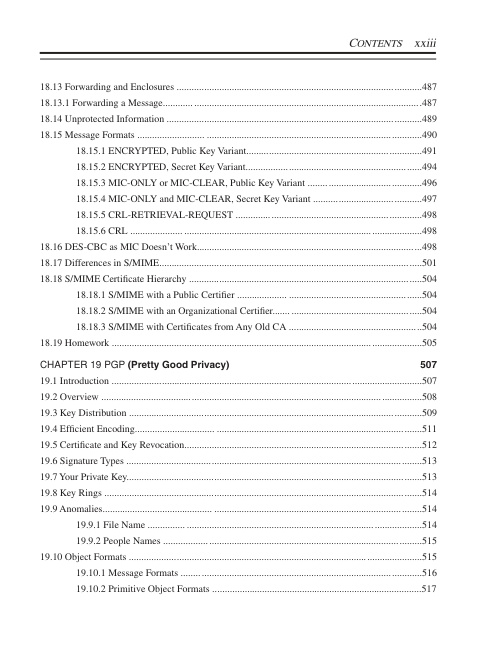 CONTENTS xxiii
18.13 Forwarding and Enclosures ........................................................................................................487
18.13.1 Forwarding a Message........................................................................................................487
18.14 Unprotected Information ........................................................................................................489
18.15 Message Formats ........................................................................................................490
18.15.1 ENCRYPTED, Public Key Variant......................................................................491
18.15.2 ENCRYPTED, Secret Key Variant......................................................................494
18.15.3 MIC-ONLY or MIC-CLEAR, Public Key Variant ..............................................496
18.15.4 MIC-ONLY and MIC-CLEAR, Secret Key Variant ............................................497
18.15.5 CRL-RETRIEVAL-REQUEST ..........................................................................498
18.15.6 CRL ........................................................................................................498
18.16 DES-CBC as MIC Doesn't Work..........................................................................................498
18.17 Differences in S/MIME........................................................................................................501
18.18 S/MIME Certificate Hierarchy ..............................................................................................504
18.18.1 S/MIME with a Public Certifier ..........................................................................504
18.18.2 S/MIME with an Organizational Certifier............................................................504
18.18.3 S/MIME with Certificates from Any Old CA ......................................................504
18.19 Homework ........................................................................................................505
CHAPTER 19 PGP (Pretty Good Privacy) 507
19.1 Introduction ........................................................................................................507
19.2 Overview ........................................................................................................508
19.3 Key Distribution ........................................................................................................509
19.4 Efficient Encoding........................................................................................................511
19.5 Certificate and Key Revocation..............................................................................................512
19.6 Signature Types ........................................................................................................513
19.7 Your Private Key........................................................................................................513
19.8 Key Rings ........................................................................................................514
19.9 Anomalies........................................................................................................514
19.9.1 File Name ........................................................................................................514
19.9.2 People Names ........................................................................................................515
19.10 Object Formats ........................................................................................................515
19.10.1 Message Formats ..............................................................................................516
19.10.2 Primitive Object Formats ..................................................................................517